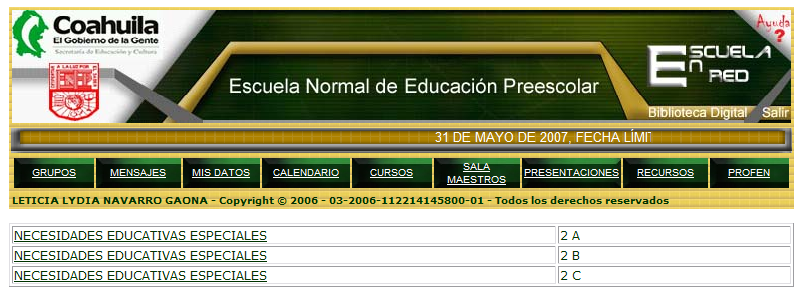 Coahuila
El Gobierno de la Gente
Secretaría de Educación y Cultura
Ayuda
?
ESCUELA
EN RED
Escuela Normal de Educación Preescolar
Biblioteca Digital Salir
31 DE MAYO DE 2007, FECHA LÍMIT
GRUPOS MENSAJES MIS DATOS CALENDARIO CURSOS SALA MAESTROS PRESENTACIONES RECURSOS PROFEN
LETICIA LYDIA NAVARRO GAONA - Copyright © 2006 - 03-2006-112214145800-01 - Todos los derechos reservados
NECESIDADES EDUCATIVAS ESPECIALES 2 A
NECESIDADES EDUCATIVAS ESPECIALES 2 B
NECESIDADES EDUCATIVAS ESPECIALES 2 C